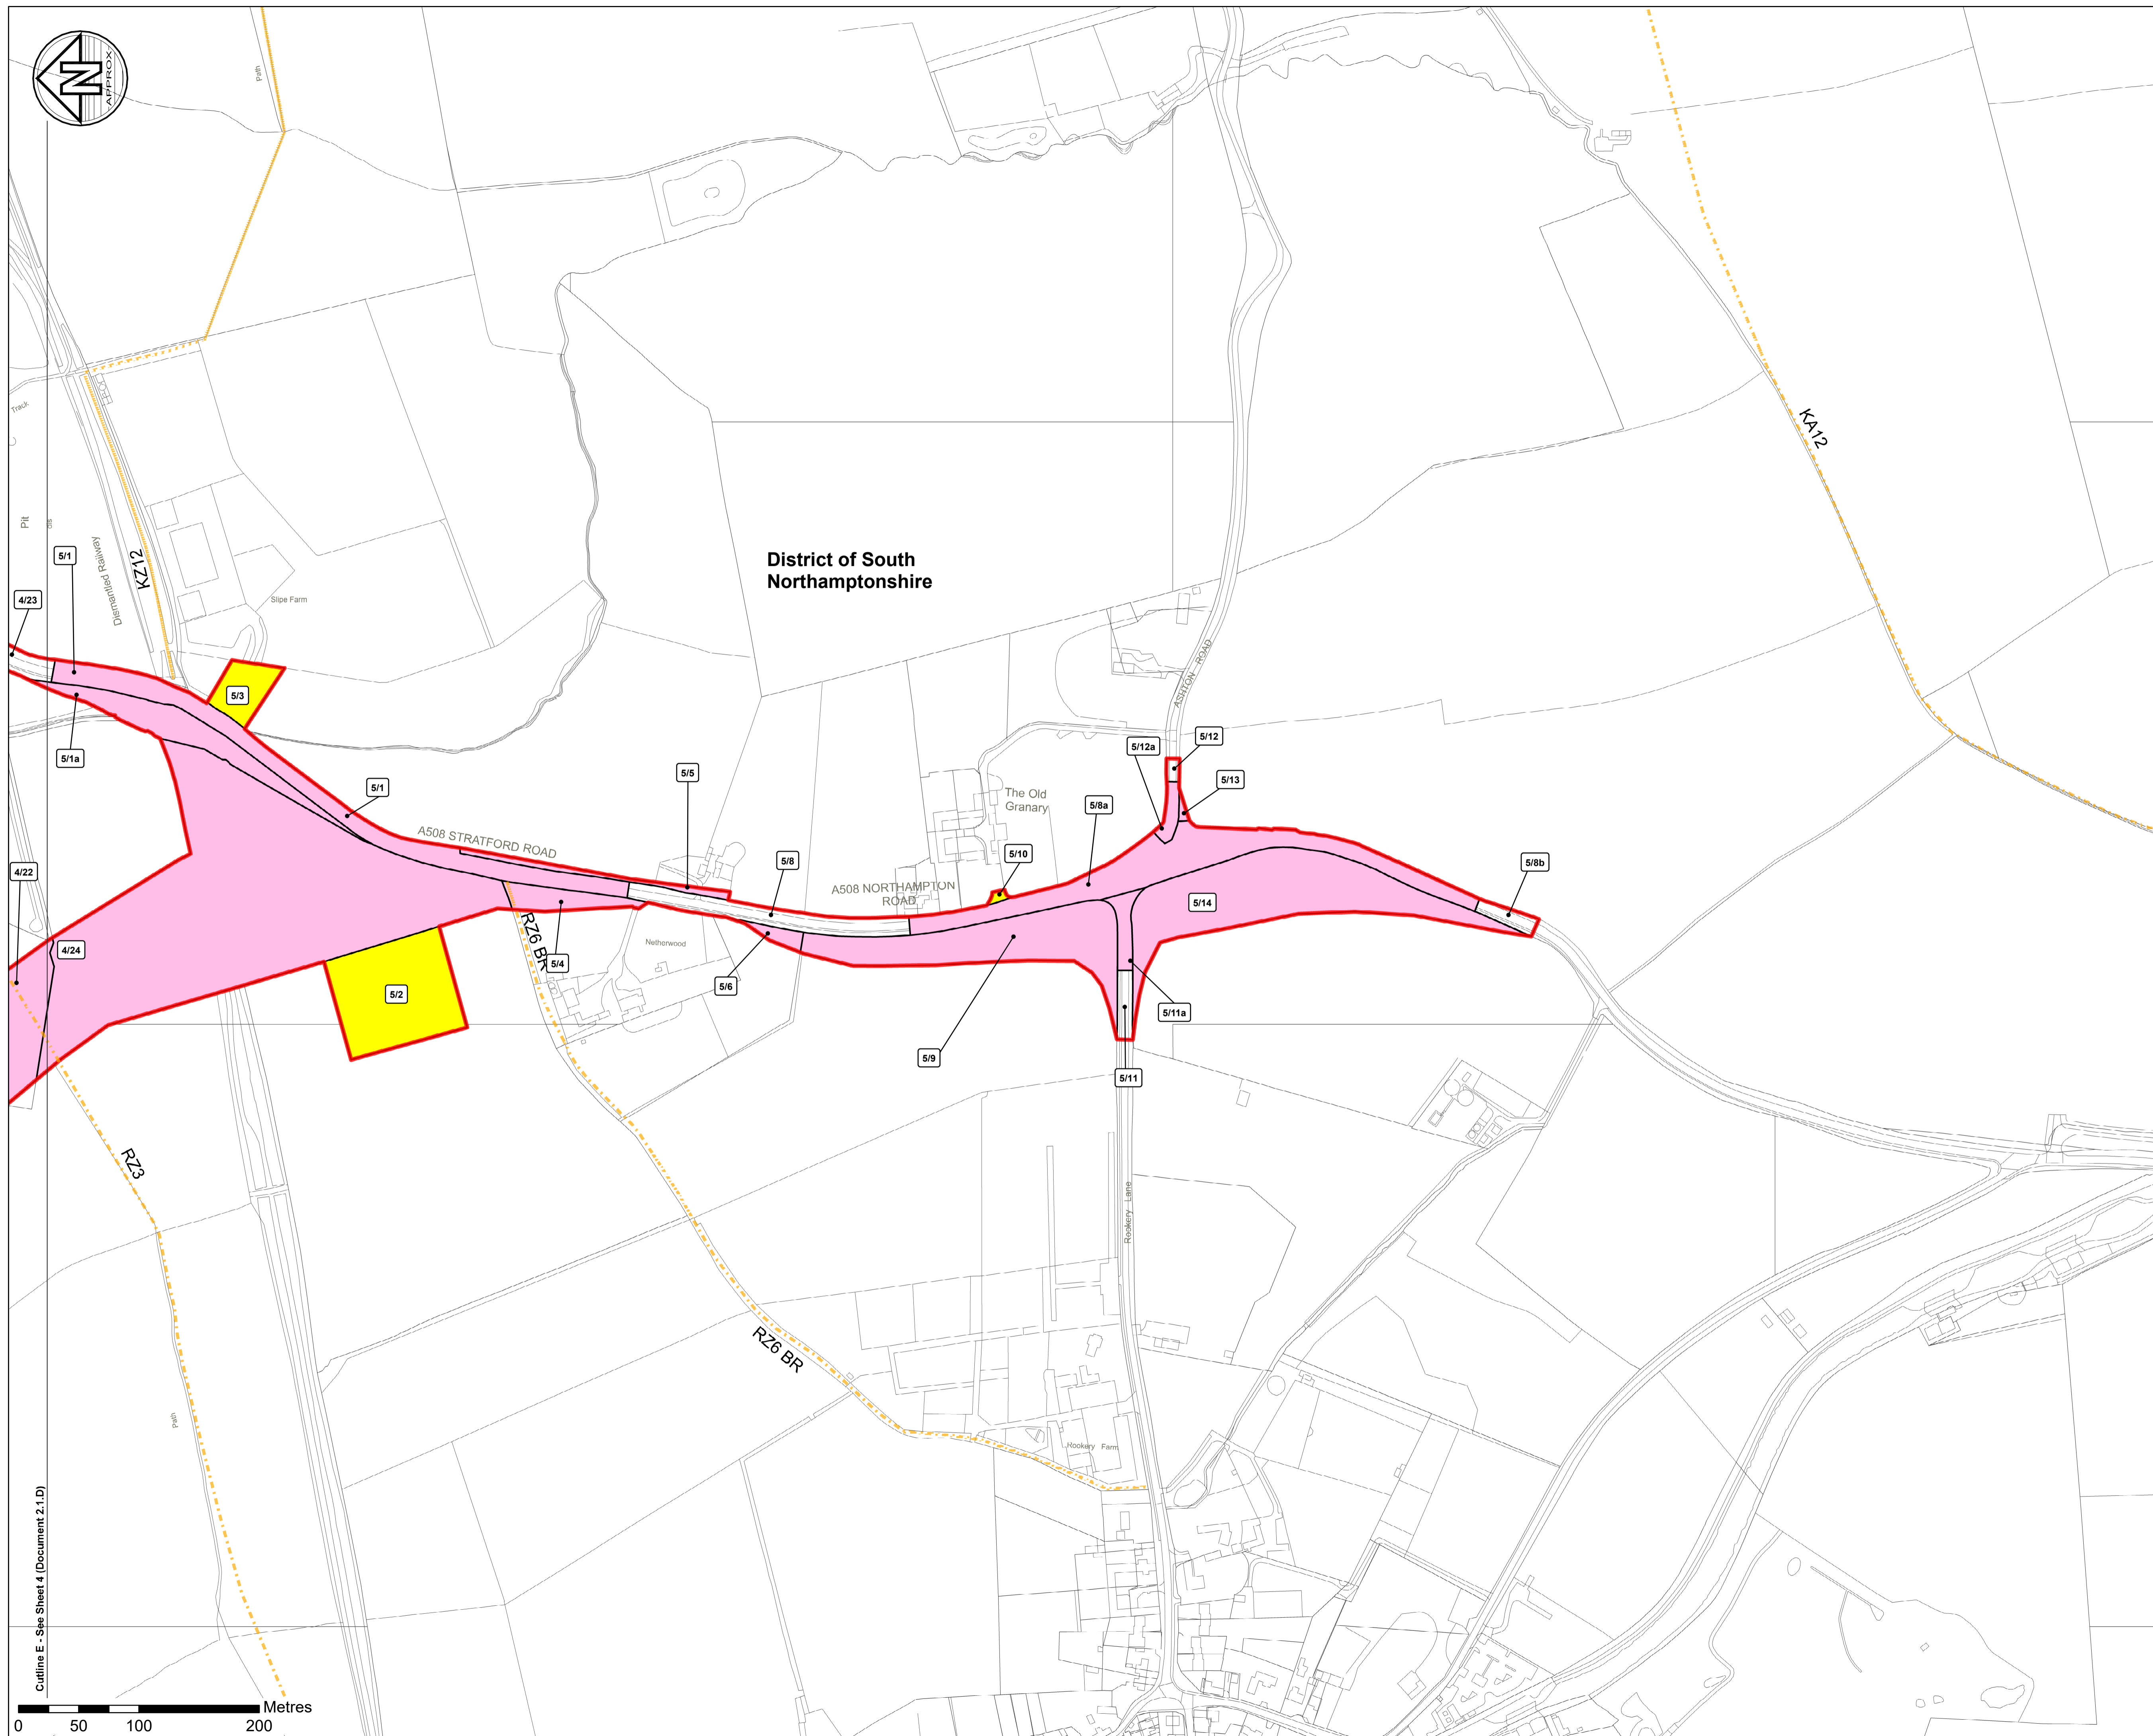 N
APPROX
Path
Track
KA12
Pit
Dismantled Railway
KZ12
5/1
District of South
Northamptonshire
4/23
Slipe Farm
5/3
ASHTON ROAD
5/12
5/12a
5/1a
5/5
5/13
5/1
The Old
Granary
5/8a
A508 STRATFORD ROAD
5/10
5/8
5/8b
4/22
A508 NORTHAMPTON
ROAD
5/14
RZ6 BR
Netherwood
4/24
5/4
5/2
5/6
5/11a
5/9
5/11
RZ3
Rookery Lane
RZ6 BR
Path
Rookery Farm
Cutline E - See Sheet 4 (Document 2.1.D)
Metres
0 50 100 200